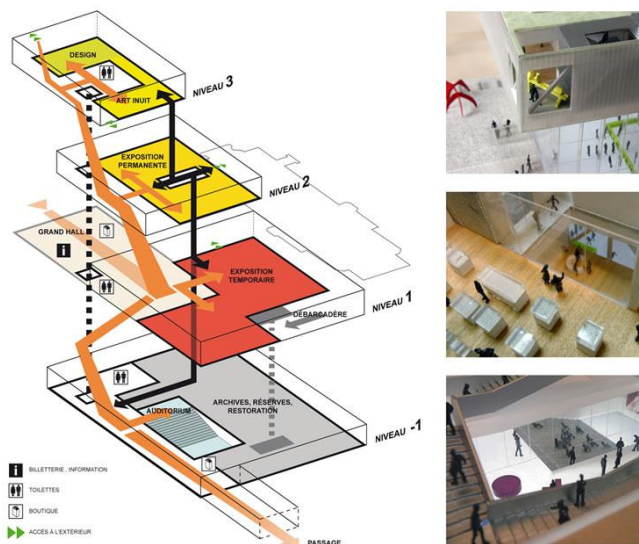 DESIGN
ART INUIT
NIVEAU 3
EXPOSITION
PERMANENTE
NIVEAU 2
GRAND HALL
EXPOSITION
TEMPORAIRE
NIVEAU 1
DÉBARCADÈRE
ARCHIVES, RÉSERVES,
RESTORATION
AUDITORIUM
NIVEAU -1
BILLETTERIE, INFORMATION
TOILETTES
BOUTIQUE
ACCÈS À L'EXTÉRIEUR
PASSAGE